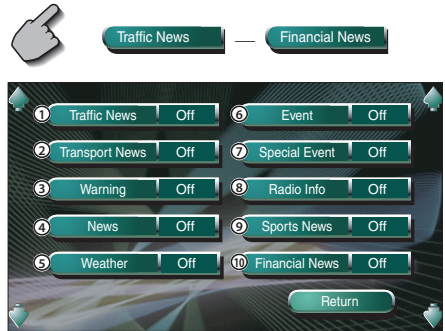 Traffic News — Financial News
① Traffic News Off ⑥ Event Off
② Transport News Off ⑦ Special Event Off
③ Warning Off ⑧ Radio Info Off
④ News Off ⑨ Sports News Off
⑤ Weather Off ⑩ Financial News Off
Return